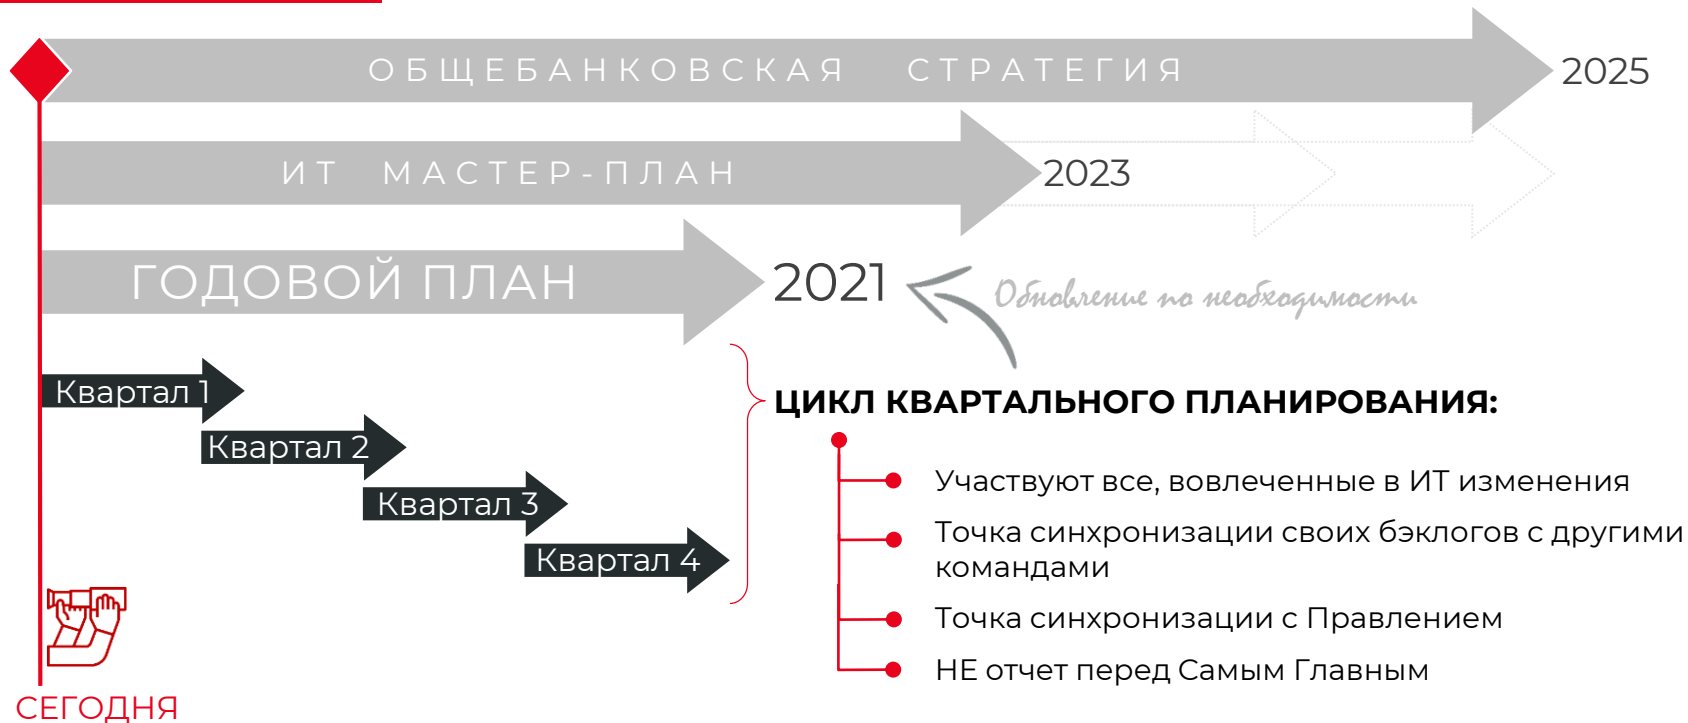 ОБЩЕБАНКОВСКАЯ СТРАТЕГИЯ
2025
ИТ МАСТЕР-ПЛАН
2023
ГОДОВОЙ ПЛАН
2021
Обновление по необходимости
Квартал 1
Квартал 2
Квартал 3
Квартал 4
ЦИКЛ КВАРТАЛЬНОГО ПЛАНИРОВАНИЯ:
Участвуют все, вовлеченные в ИТ изменения
Точка синхронизации своих бэклогов с другими
командами
Точка синхронизации с Правлением
НЕ отчет перед Самым Главным
СЕГОДНЯ